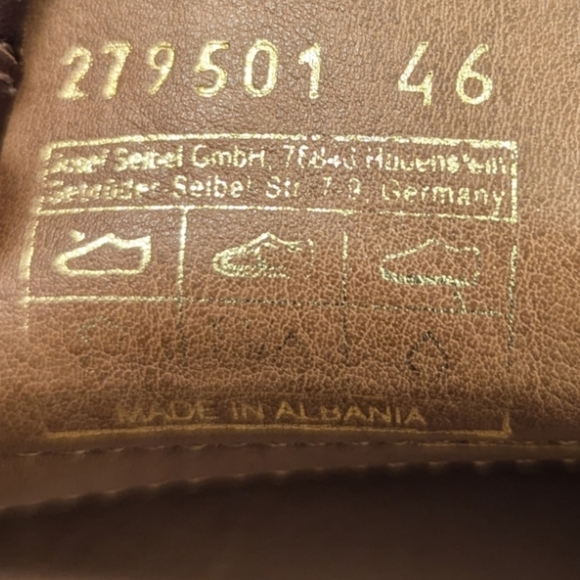 279501 46
Josef Seibel GmbH, 76846 Hauenstein
Gebrüder Seibel Str. 7-9, Germany
MADE IN ALBANIA